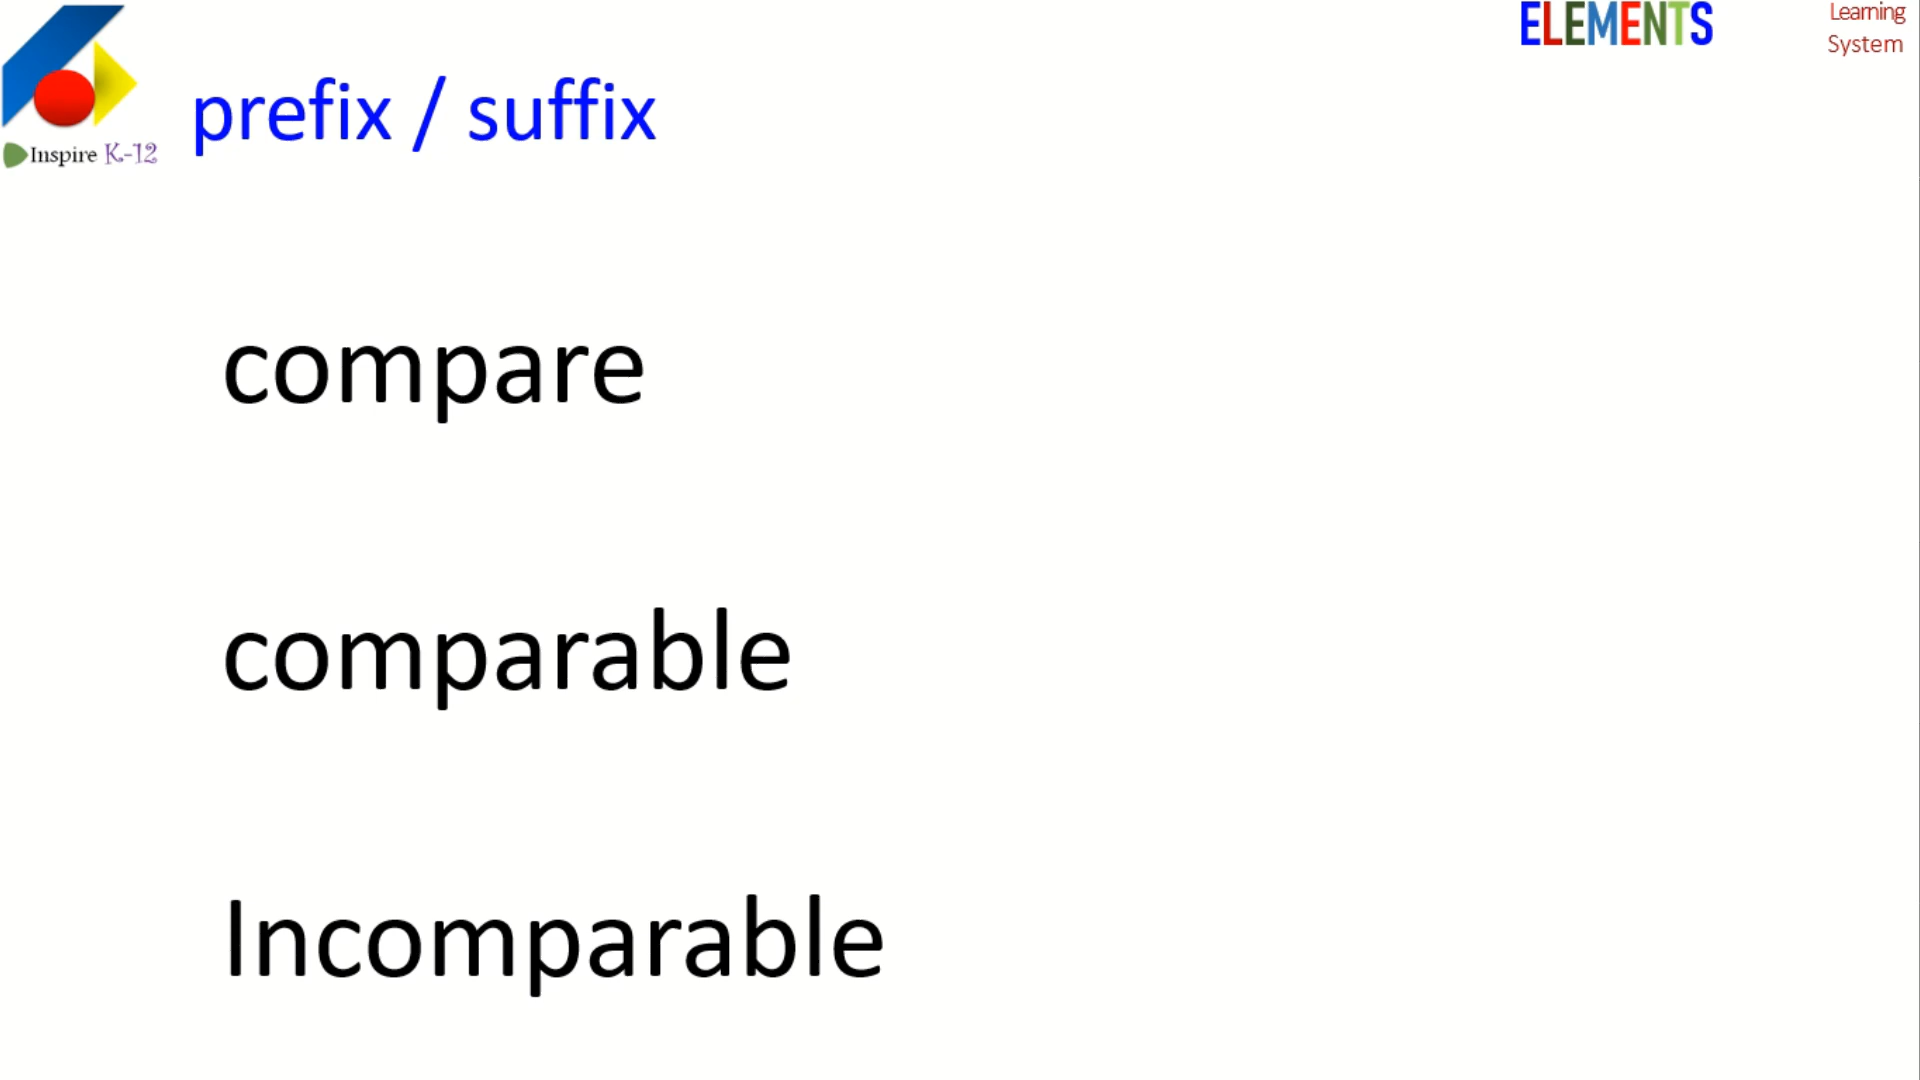 ELEMENTS
Learning
System
prefix / suffix
Inspire K-12
compare
comparable
Incomparable